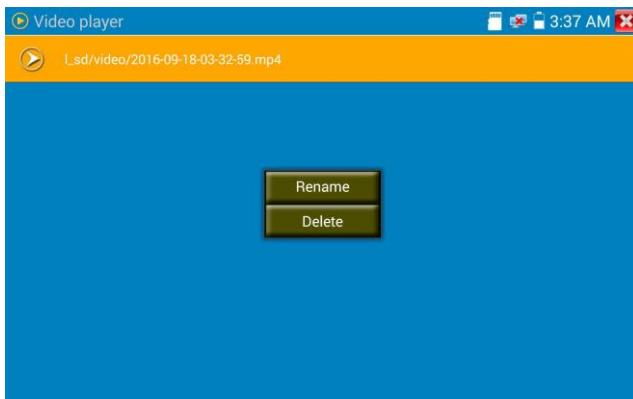 Video player
3:37 AM
l_sd/video/2016-09-18-03-32-59.mp4
Rename
Delete